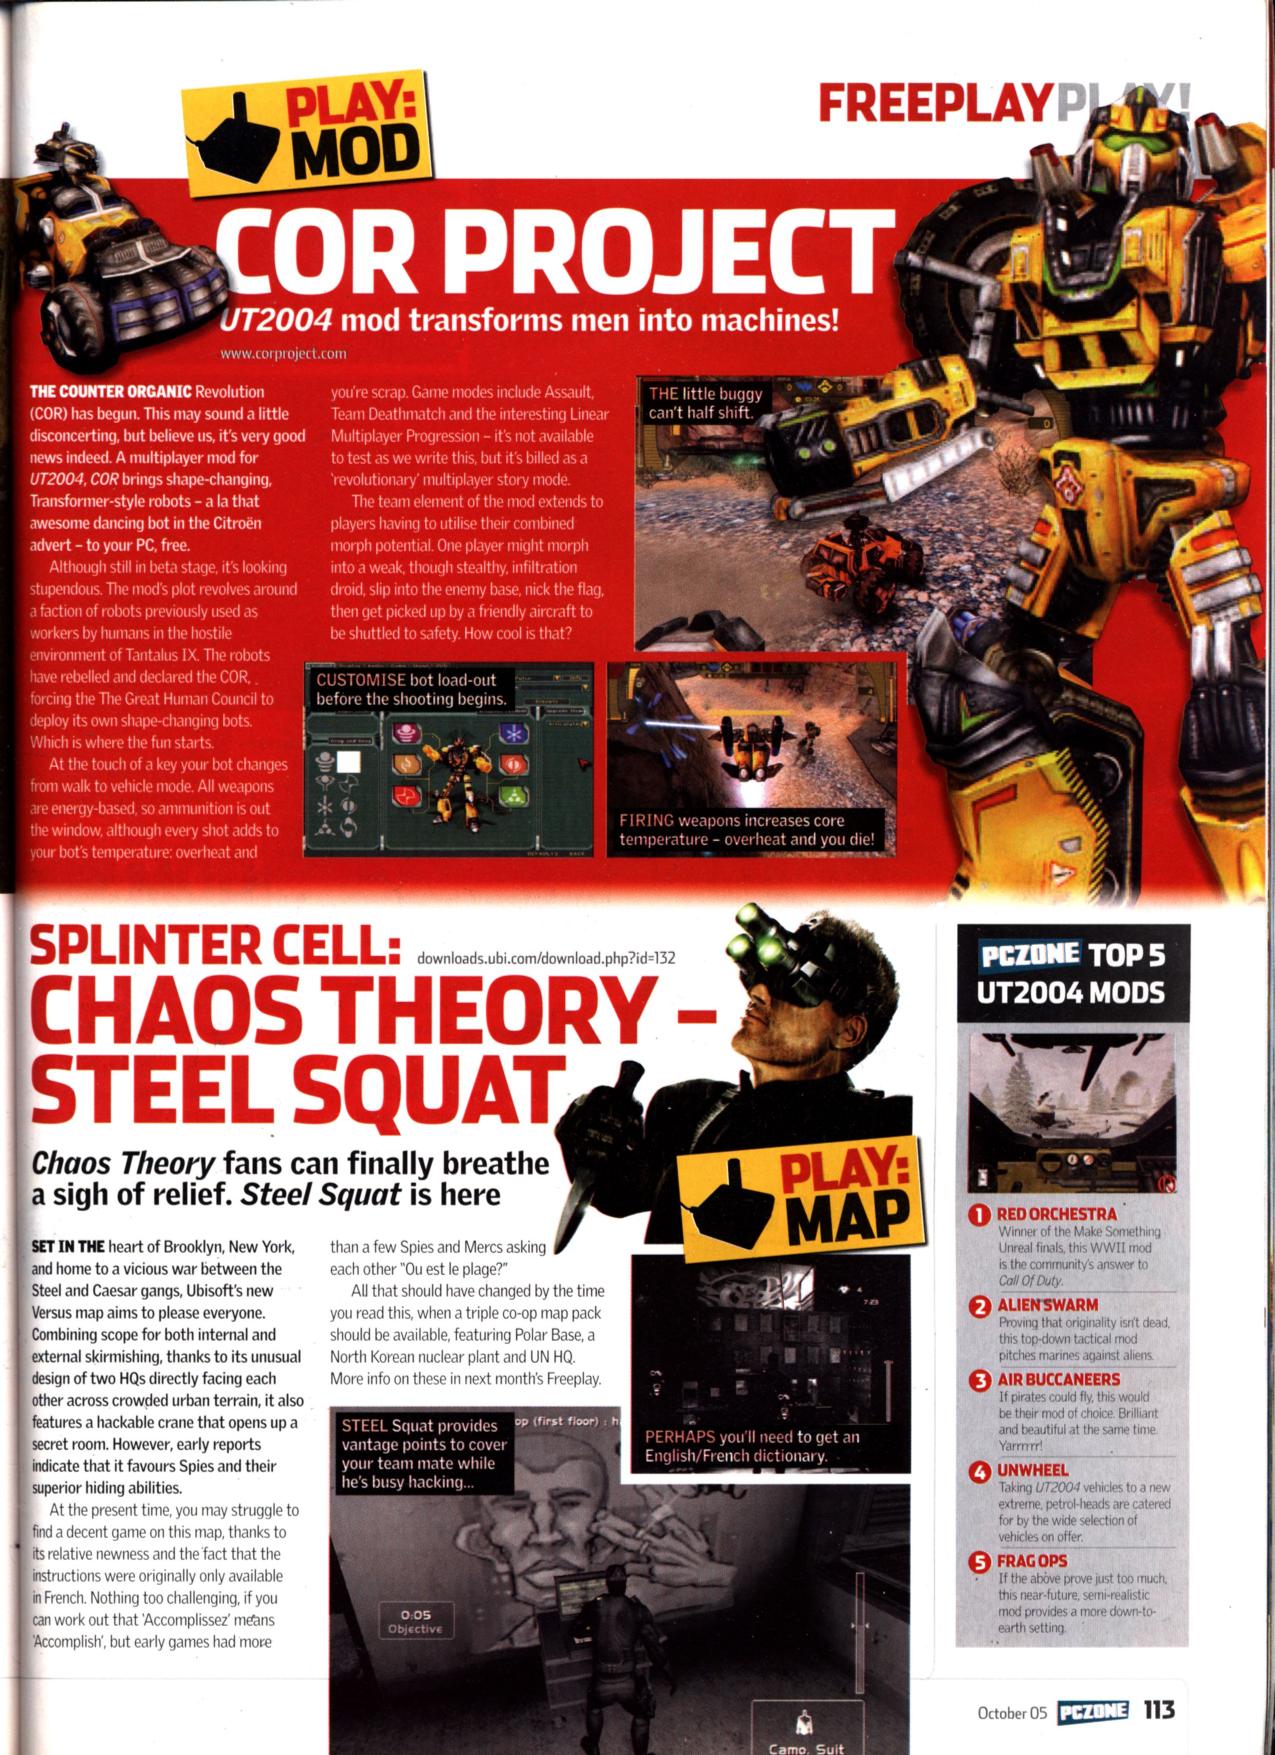 PLAY:
MOD
FREEPLAYPLAY!
COR PROJECT
UT2004 mod transforms men into machines!
www.corproject.com
THE COUNTER ORGANIC Revolution
(COR) has begun. This may sound a little
disconcerting, but believe us, it's very good
news indeed. A multiplayer mod for
UT2004, COR brings shape-changing,
Transformer-style robots – a la that
awesome dancing bot in the Citroën
advert – to your PC, free.
Although still in beta stage, it's looking
stupendous. The mod's plot revolves around
a faction of robots previously used as
workers by humans in the hostile
environment of Tantalus IX. The robots
have rebelled and declared the COR,
forcing the The Great Human Council to
deploy its own shape-changing bots.
Which is where the fun starts.
At the touch of a key your bot changes
from walk to vehicle mode. All weapons
are energy-based, so ammunition is out
the window, although every shot adds to
your bot's temperature: overheat and
you're scrap. Game modes include Assault,
Team Deathmatch and the interesting Linear
Multiplayer Progression – it's not available
to test as we write this, but it's billed as a
'revolutionary' multiplayer story mode.
The team element of the mod extends to
players having to utilise their combined
morph potential. One player might morph
into a weak, though stealthy, infiltration
droid, slip into the enemy base, nick the flag,
then get picked up by a friendly aircraft to
be shuttled to safety. How cool is that?
THE little buggy
can't half shift.
CUSTOMISE bot load-out
before the shooting begins.
FIRING weapons increases core
temperature – overheat and you die!
SPLINTER CELL:
downloads.ubi.com/download.php?id=132
CHAOS THEORY –
STEEL SQUAT
Chaos Theory fans can finally breathe
a sigh of relief. Steel Squat is here
PLAY:
MAP
SET IN THE heart of Brooklyn, New York,
and home to a vicious war between the
Steel and Caesar gangs, Ubisoft's new
Versus map aims to please everyone.
Combining scope for both internal and
external skirmishing, thanks to its unusual
design of two HQs directly facing each
other across crowded urban terrain, it also
features a hackable crane that opens up a
secret room. However, early reports
indicate that it favours Spies and their
superior hiding abilities.
At the present time, you may struggle to
find a decent game on this map, thanks to
its relative newness and the fact that the
instructions were originally only available
in French. Nothing too challenging, if you
can work out that 'Accomplissez' means
'Accomplish', but early games had more
than a few Spies and Mercs asking
each other "Ou est le plage?"
All that should have changed by the time
you read this, when a triple co-op map pack
should be available, featuring Polar Base, a
North Korean nuclear plant and UN HQ.
More info on these in next month's Freeplay.
PERHAPS you'll need to get an
English/French dictionary.
STEEL Squat provides
vantage points to cover
your team mate while
he's busy hacking...
op (first floor) : h
0:05
Objective
Camo. Suit
PCZONE TOP 5
UT2004 MODS
1 RED ORCHESTRA
Winner of the Make Something
Unreal finals, this WWII mod
is the community's answer to
Call Of Duty.
2 ALIEN SWARM
Proving that originality isn't dead,
this top-down tactical mod
pitches marines against aliens.
3 AIR BUCCANEERS
If pirates could fly, this would
be their mod of choice. Brilliant
and beautiful at the same time.
Yarrrrr!
4 UNWHEEL
Taking UT2004 vehicles to a new
extreme, petrol-heads are catered
for by the wide selection of
vehicles on offer.
5 FRAG OPS
If the above prove just too much,
this near-future, semi-realistic
mod provides a more down-to-
earth setting.
October 05 PCZONE 113